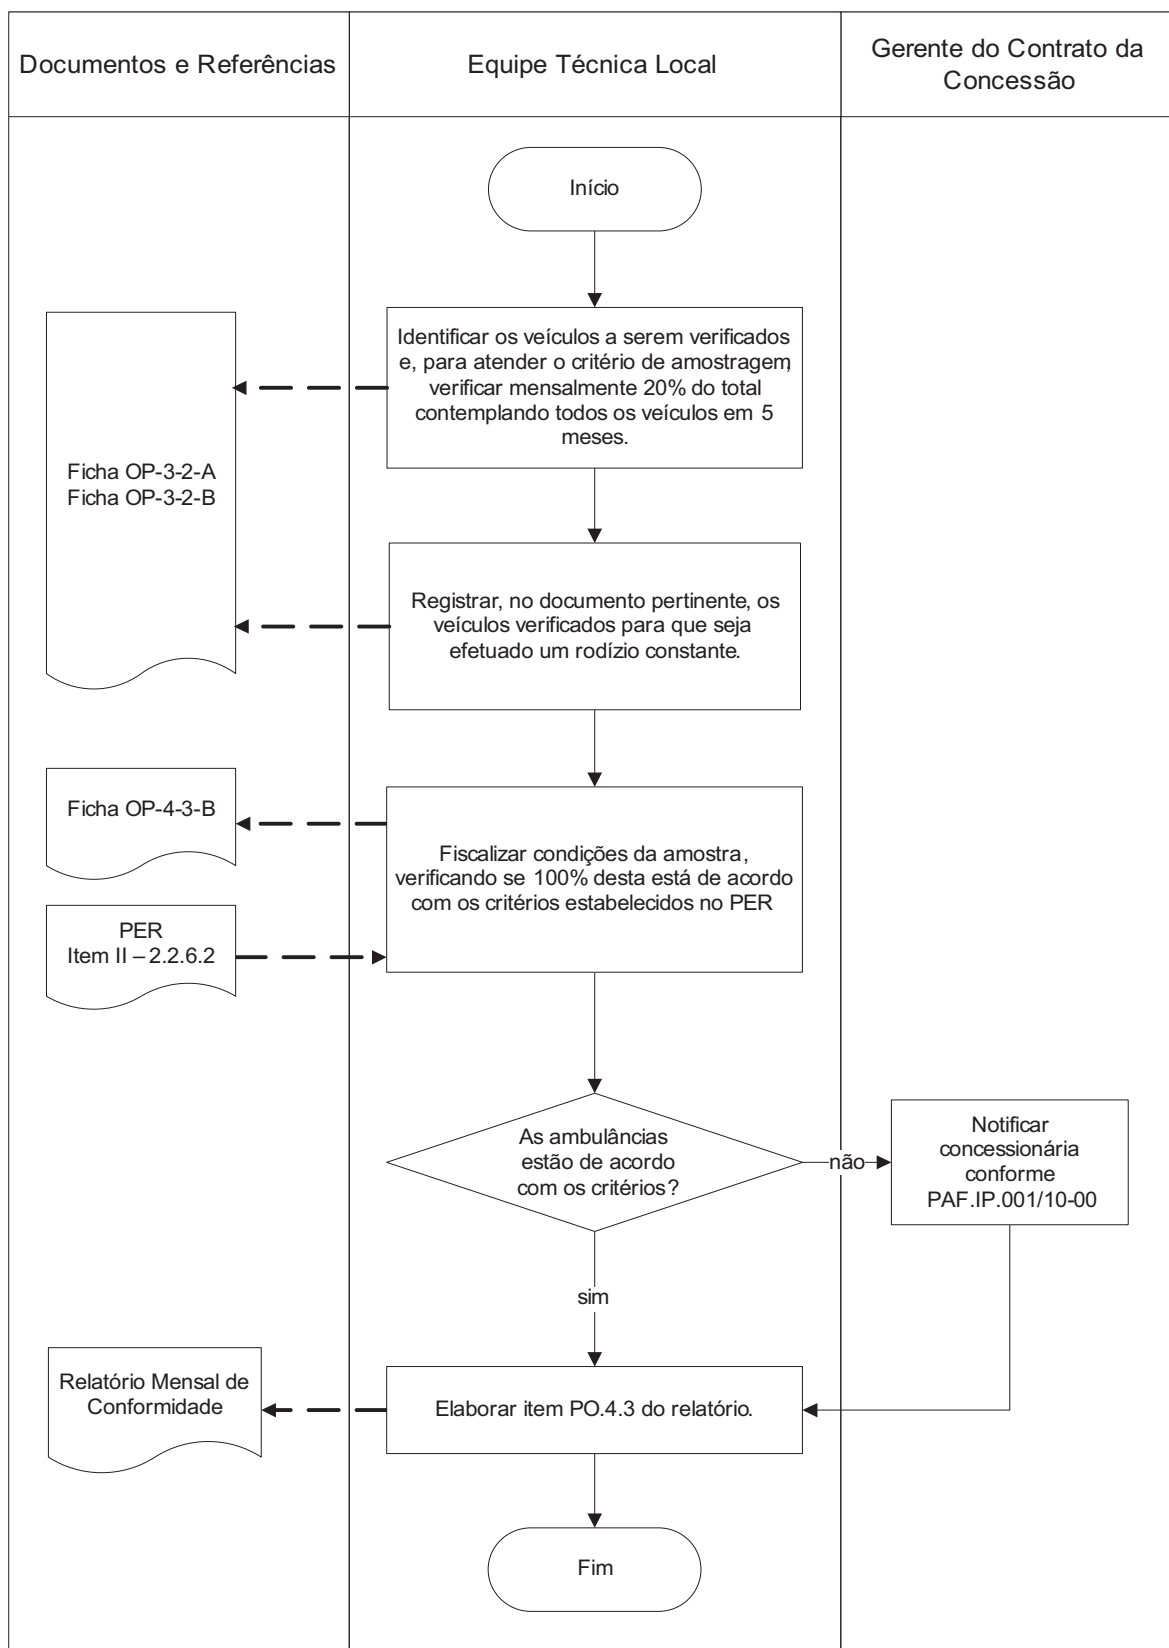 Documentos e Referências
Equipe Técnica Local
Gerente do Contrato da
Concessão
Início
Identificar os veículos a serem verificados
e, para atender o critério de amostragem,
verificar mensalmente 20% do total
contemplando todos os veículos em 5
meses.
Ficha OP-3-2-A
Ficha OP-3-2-B
Registrar, no documento pertinente, os
veículos verificados para que seja
efetuado um rodízio constante.
Ficha OP-4-3-B
Fiscalizar condições da amostra,
verificando se 100% desta está de acordo
com os critérios estabelecidos no PER
PER
Item II – 2.2.6.2
As ambulâncias
estão de acordo
com os critérios?
não
Notificar
concessionária
conforme
PAF.IP.001/10-00
sim
Relatório Mensal de
Conformidade
Elaborar item PO.4.3 do relatório.
Fim